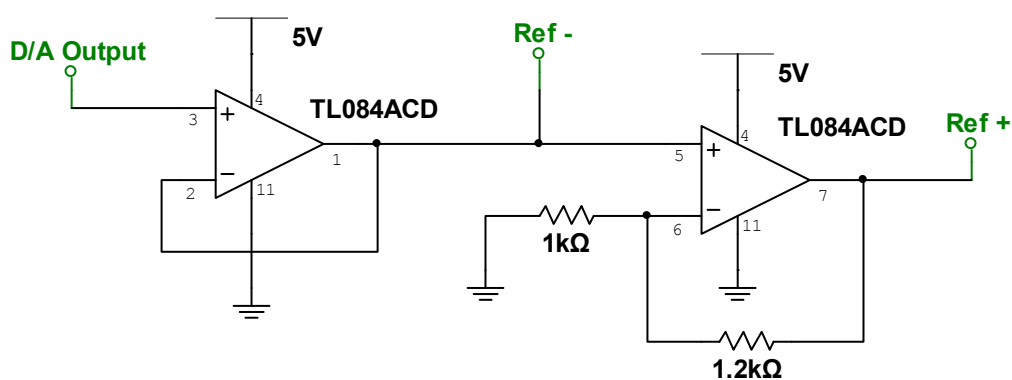 D/A Output
5V
3
4
2
11
1
TL084ACD
Ref -
5V
5
4
6
11
7
TL084ACD
Ref +
1kΩ
1.2kΩ